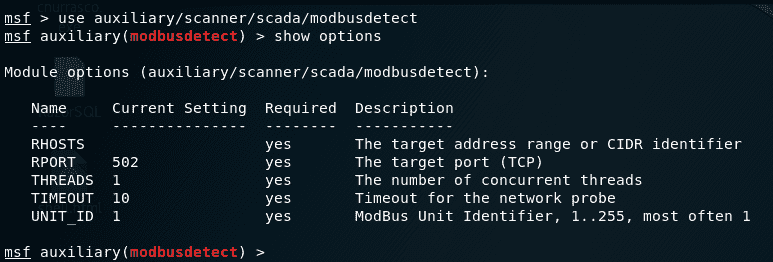 msf > use auxiliary/scanner/scada/modbusdetect
msf auxiliary(modbusdetect) > show options
Module options (auxiliary/scanner/scada/modbusdetect):
Name Current Setting Required Description
---- --------------- -------- -----------
RHOSTS yes The target address range or CIDR identifier
RPORT 502 yes The target port (TCP)
THREADS 1 yes The number of concurrent threads
TIMEOUT 10 yes Timeout for the network probe
UNIT_ID 1 yes ModBus Unit Identifier, 1..255, most often 1
msf auxiliary(modbusdetect) >